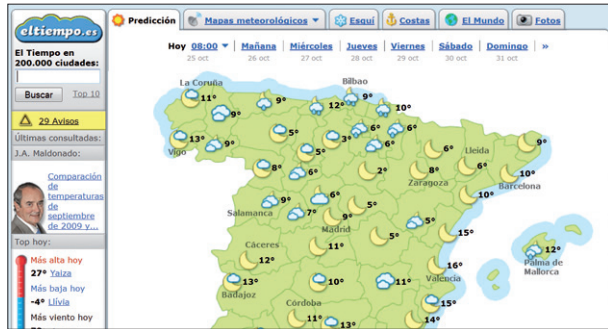 eltiempo.es
El Tiempo en
200.000 ciudades:
Buscar Top 10
29 Avisos
Últimas consultadas:
J.A. Maldonado:
Comparación
de
temperaturas
de
septiembre
de 2009 y...
Top hoy:
Más alta hoy
27° Yaiza
Más baja hoy
-4° Llívia
Más viento hoy
Predicción Mapas meteorológicos Esquí Costas El Mundo Fotos
Hoy 08:00 Mañana Miércoles Jueves Viernes Sábado Domingo »
25 oct 26 oct 27 oct 28 oct 29 oct 30 oct 31 oct
La Coruña Bilbao
11° 9° 12° 9° 10°
9°
13° 5° 3° 6° 6° 9°
Vigo 9° 5° 6° 6° Lleida
8° 2° 8° 6° 10°
Zaragoza Barcelona
9° 6° 10°
Salamanca 7° 5°
9° 5°
Madrid
11° 5° 15° 12°
Cáceres Palma de
12° Mallorca
16°
13° 10° 11° Valencia
Badajoz
Córdoba 15°
11° 13° 14°